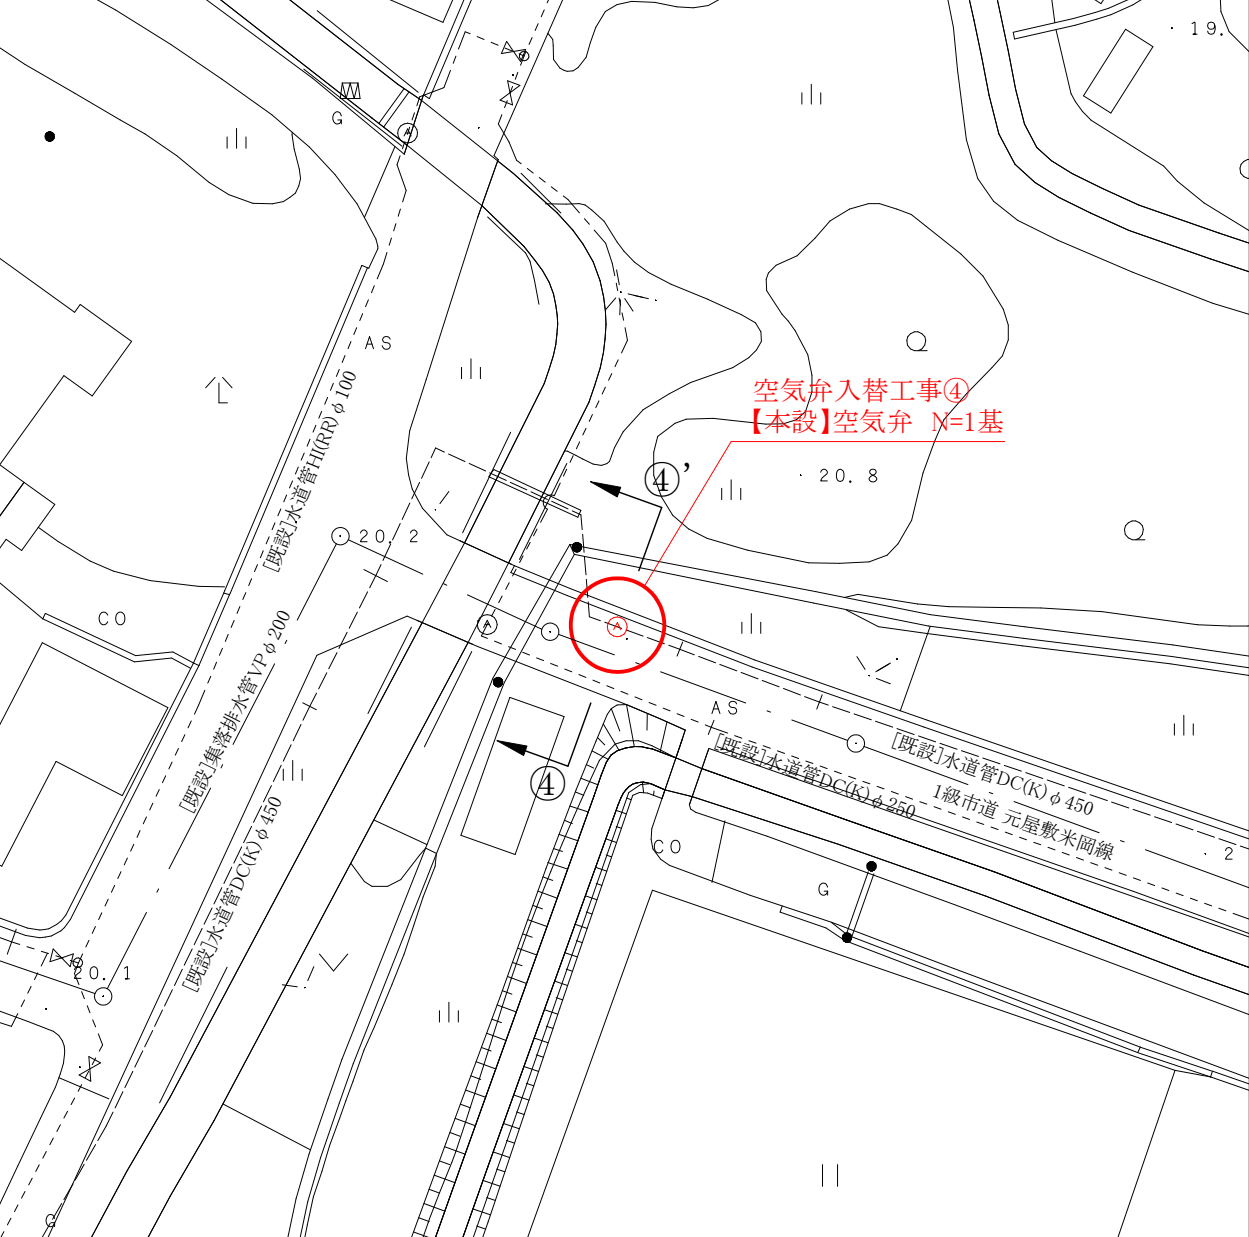 19.
G
A
AS
空気弁入替工事④
【本設】空気弁 N=1基
[既設]水道管HI(RR)φ100
20.8
④'
20.2
CO
A
A
[既設]集落排水管VPφ200
AS
[既設]水道管DC(K)φ450
[既設]水道管DC(K)φ250
1級市道 元屋敷米岡線
④
[既設]水道管DC(K)φ450
CO
2
G
20.1
G